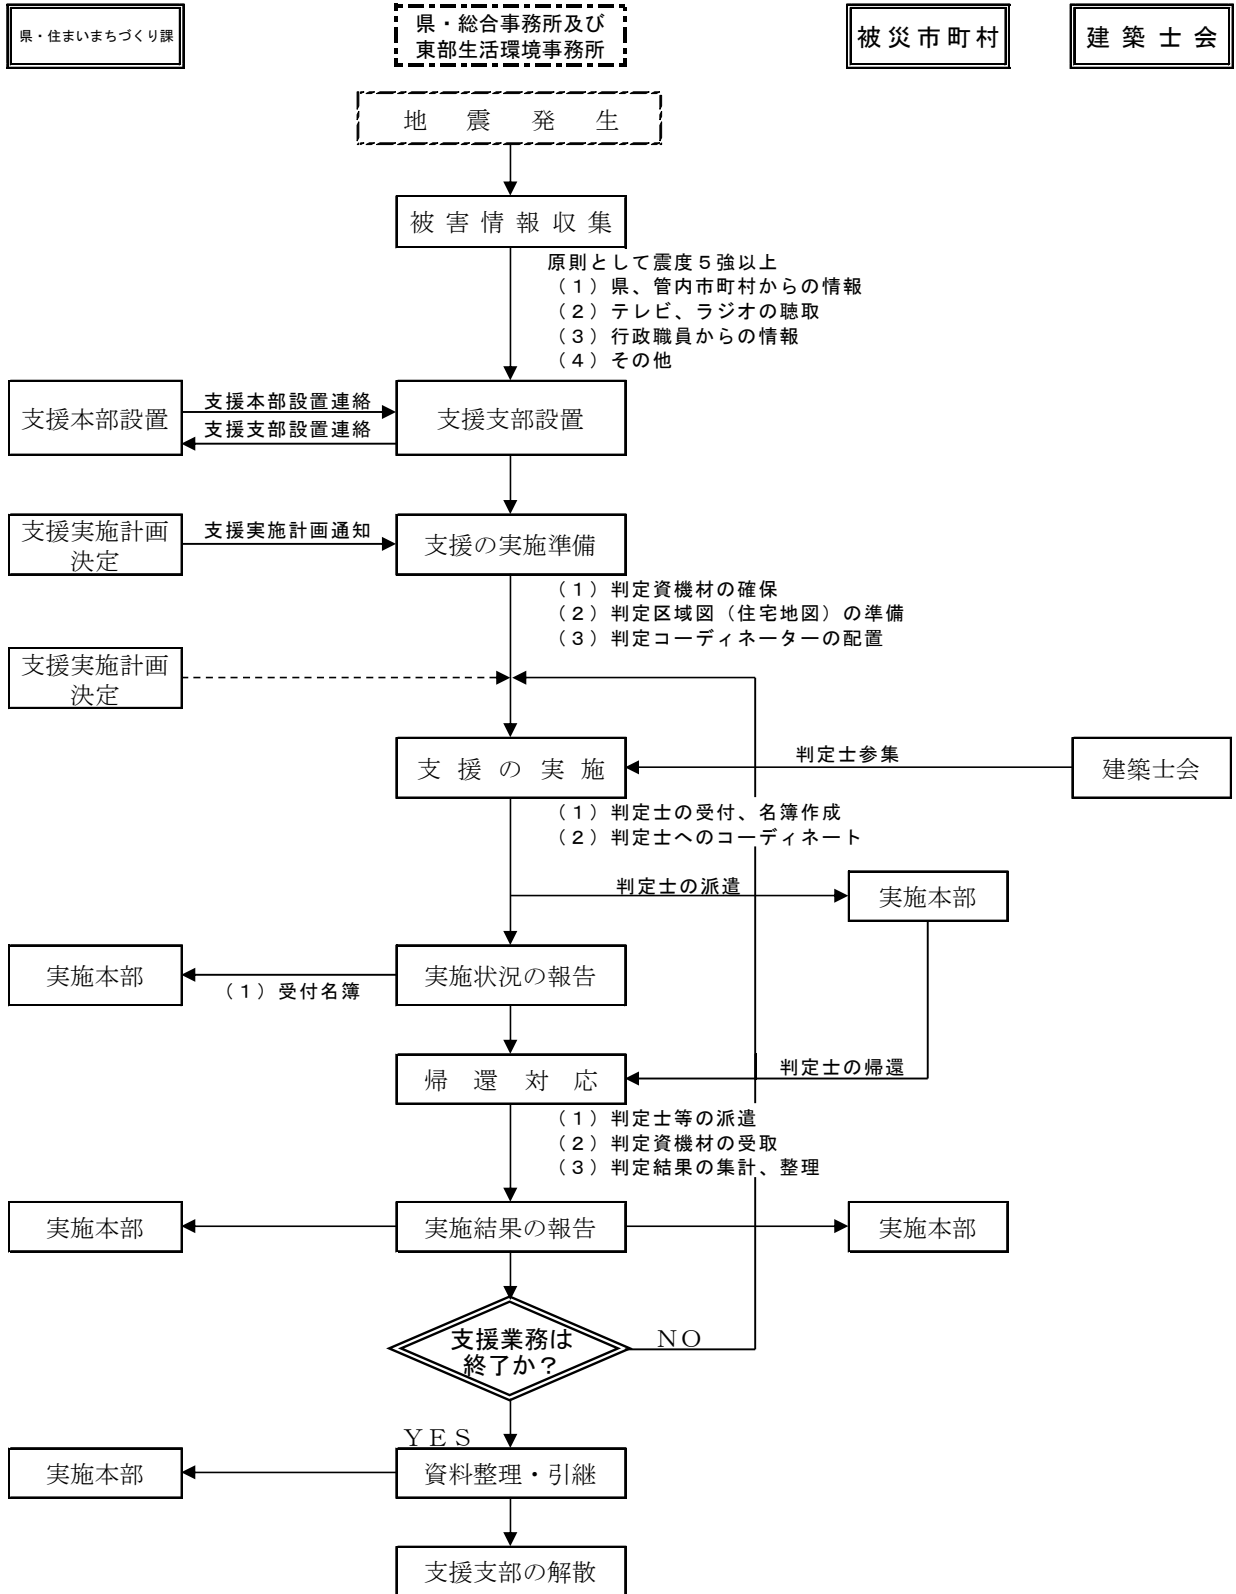 県・住まいまちづくり課
県・総合事務所及び
東部生活環境事務所
被災市町村
建築士会
地震発生
被害情報収集
原則として震度５強以上
（１）県、管内市町村からの情報
（２）テレビ、ラジオの聴取
（３）行政職員からの情報
（４）その他
支援本部設置
支援本部設置連絡
支援支部設置連絡
支援支部設置
支援実施計画
決定
支援実施計画通知
支援の実施準備
（１）判定資機材の確保
（２）判定区域図（住宅地図）の準備
（３）判定コーディネーターの配置
支援実施計画
決定
支援の実施
判定士参集
建築士会
（１）判定士の受付、名簿作成
（２）判定士へのコーディネート
判定士の派遣
実施本部
実施本部
（１）受付名簿
実施状況の報告
帰還対応
判定士の帰還
（１）判定士等の派遣
（２）判定資機材の受取
（３）判定結果の集計、整理
実施本部
実施結果の報告
実施本部
支援業務は
終了か？
ＮＯ
ＹＥＳ
実施本部
資料整理・引継
支援支部の解散